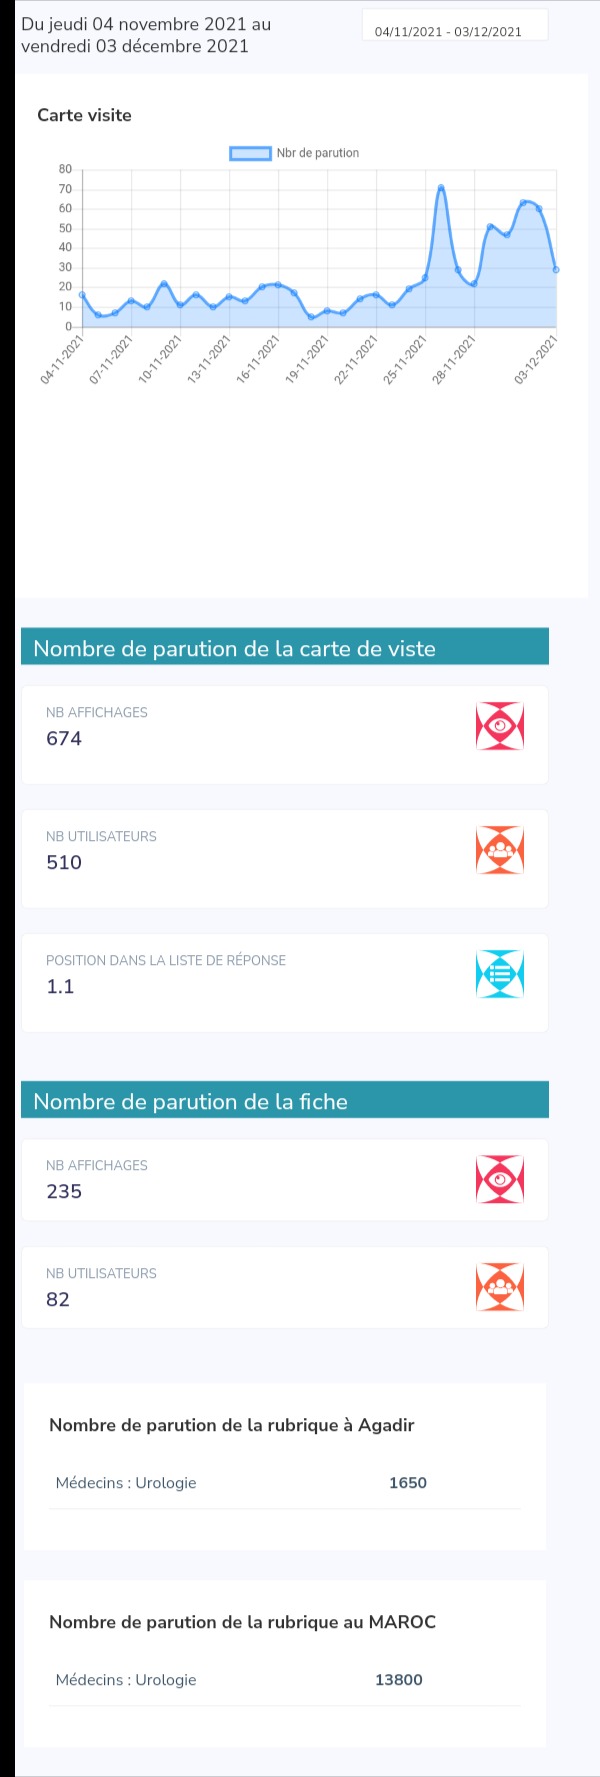 Du jeudi 04 novembre 2021 au
vendredi 03 décembre 2021
04/11/2021 - 03/12/2021
Carte visite
Nbr de parution
80
70
60
50
40
30
20
10
0
04-11-2021
07-11-2021
10-11-2021
13-11-2021
16-11-2021
19-11-2021
22-11-2021
25-11-2021
28-11-2021
03-12-2021
Nombre de parution de la carte de viste
NB AFFICHAGES
674
NB UTILISATEURS
510
POSITION DANS LA LISTE DE RÉPONSE
1.1
Nombre de parution de la fiche
NB AFFICHAGES
235
NB UTILISATEURS
82
Nombre de parution de la rubrique à Agadir
Médecins : Urologie 1650
Nombre de parution de la rubrique au MAROC
Médecins : Urologie 13800